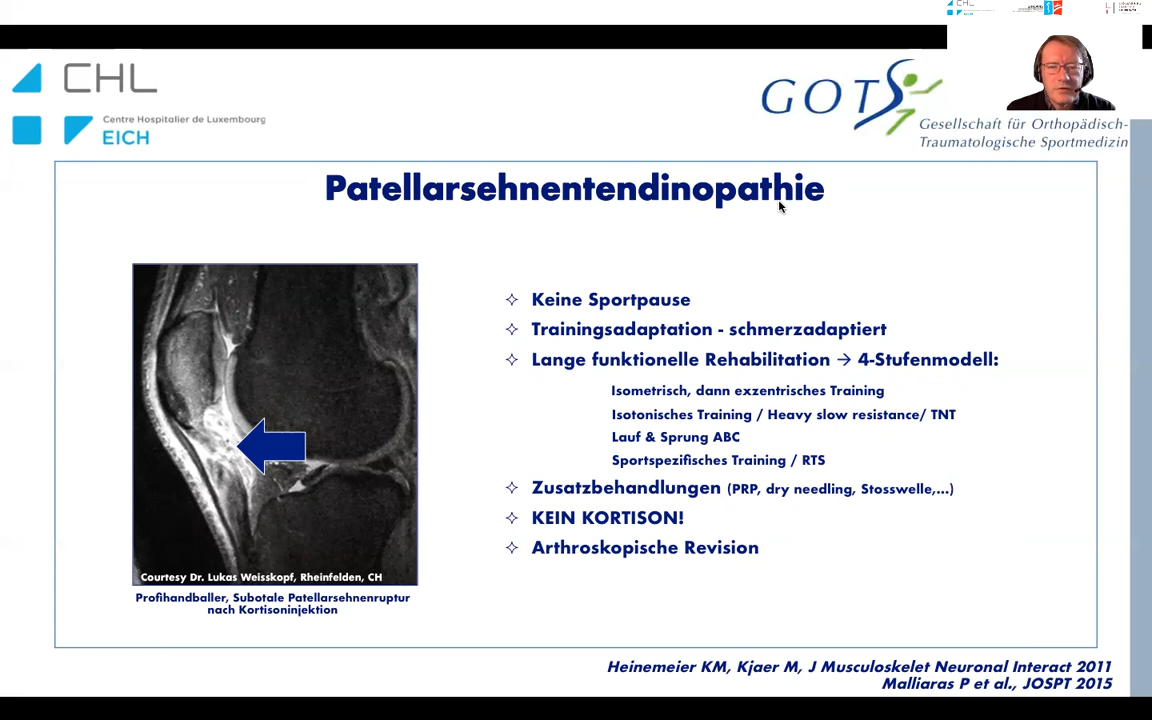 CHL
Centre Hospitalier de Luxembourg
EICH
GOTS
Gesellschaft für Orthopädisch-
Traumatologische Sportmedizin
Patellarsehnentendinopathie
Keine Sportpause
Trainingsadaptation - schmerzadaptiert
Lange funktionelle Rehabilitation → 4-Stufenmodell:
Isometrisch, dann exzentrisches Training
Isotonisches Training / Heavy slow resistance/ TNT
Lauf & Sprung ABC
Sportspezifisches Training / RTS
Zusatzbehandlungen (PRP, dry needling, Stosswelle,...)
KEIN KORTISON!
Arthroskopische Revision
Courtesy Dr. Lukas Weisskopf, Rheinfelden, CH
Profihandballer, Subotale Patellarsehnenruptur
nach Kortisoninjektion
Heinemeier KM, Kjaer M, J Musculoskelet Neuronal Interact 2011
Malliaras P et al., JOSPT 2015